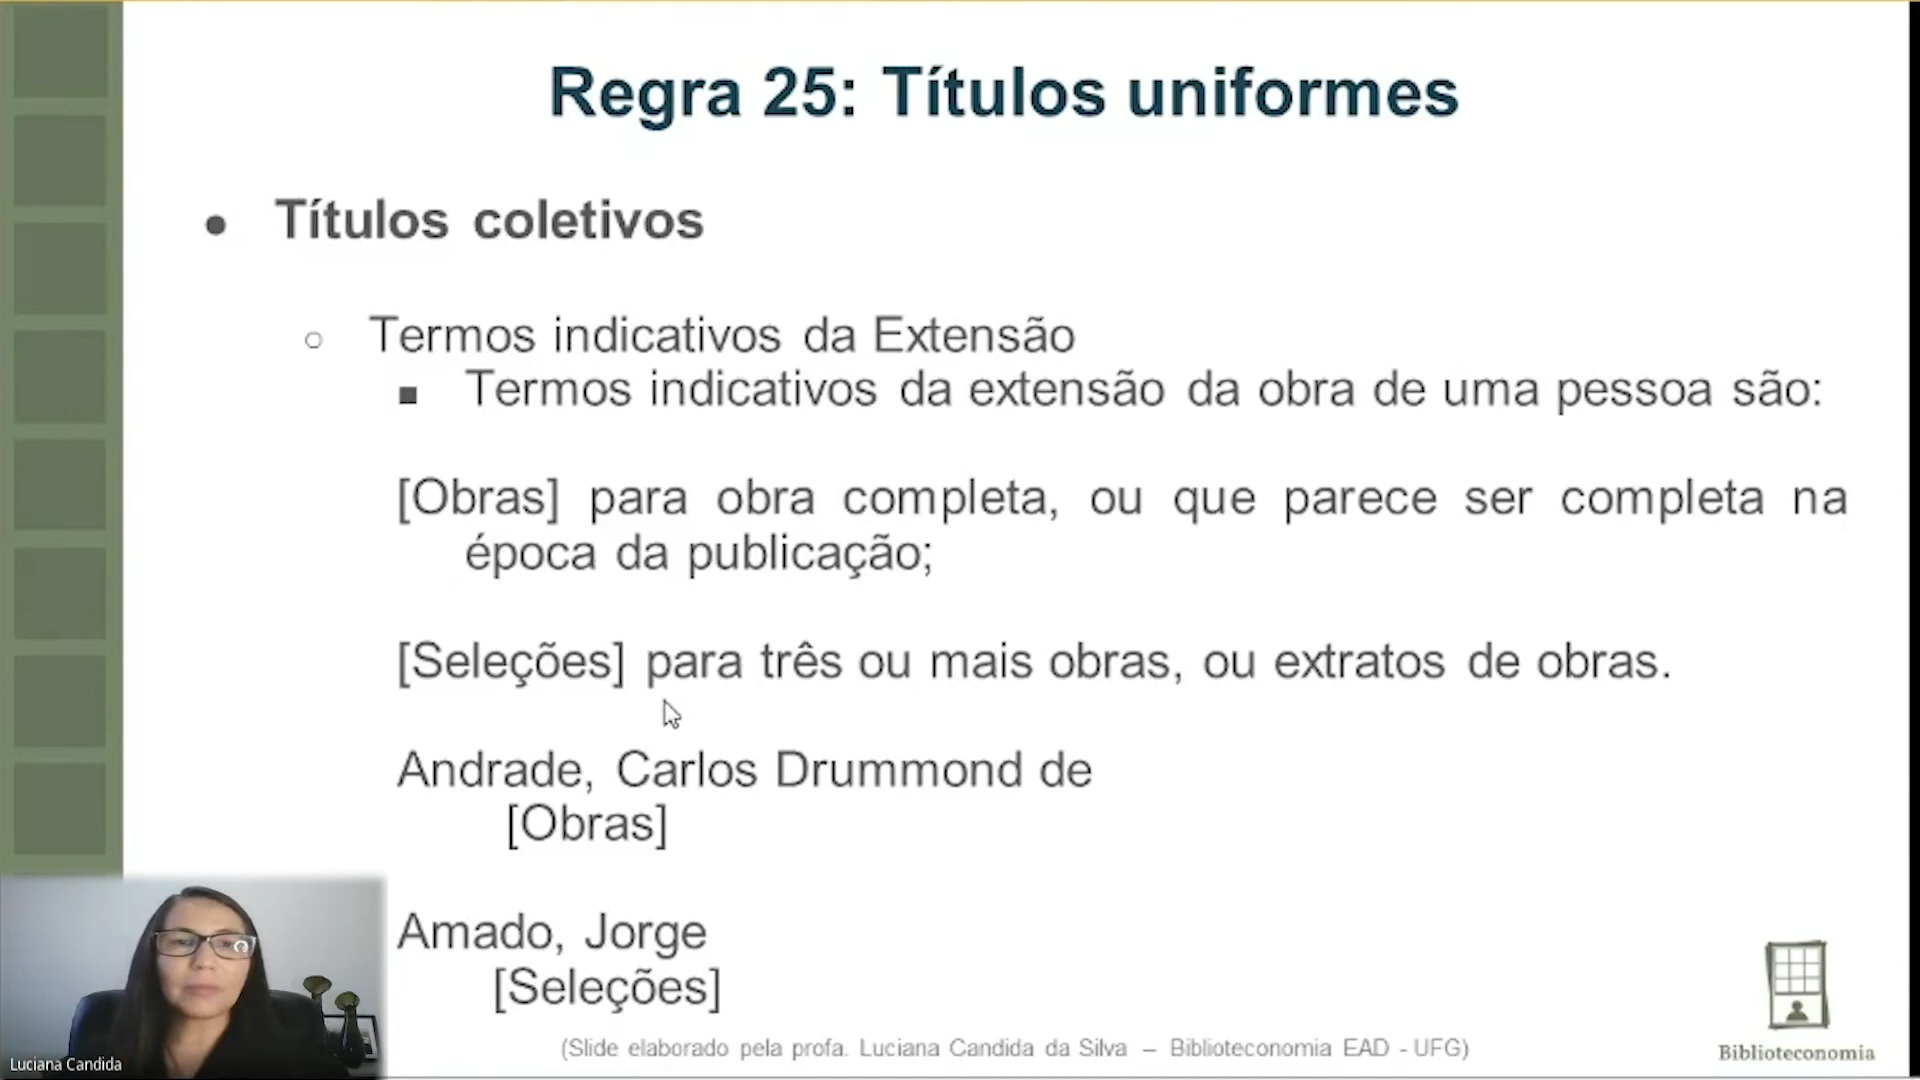 Regra 25: Títulos uniformes
● Títulos coletivos
○ Termos indicativos da Extensão
■ Termos indicativos da extensão da obra de uma pessoa são:
[Obras] para obra completa, ou que parece ser completa na
época da publicação;
[Seleções] para três ou mais obras, ou extratos de obras.
Andrade, Carlos Drummond de
[Obras]
Amado, Jorge
[Seleções]
(Slide elaborado pela profa. Luciana Candida da Silva – Biblioteconomia EAD - UFG)
Biblioteconomia
Luciana Candida